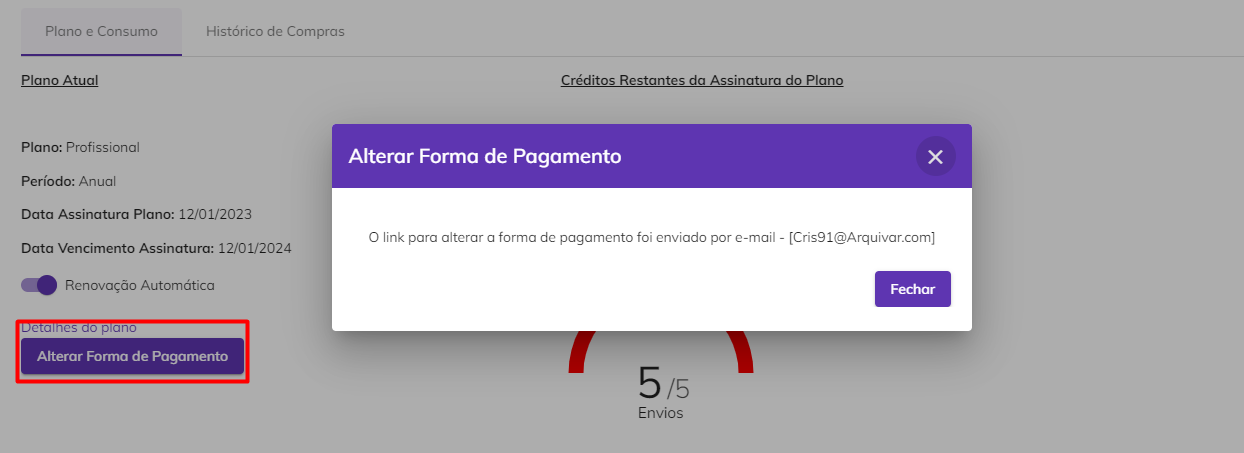 Plano e Consumo
Histórico de Compras
Plano Atual
Créditos Restantes da Assinatura do Plano
Plano: Profissional
Período: Anual
Data Assinatura Plano: 12/01/2023
Data Vencimento Assinatura: 12/01/2024
Renovação Automática
Detalhes do plano
Alterar Forma de Pagamento
Alterar Forma de Pagamento
O link para alterar a forma de pagamento foi enviado por e-mail - [Cris91@Arquivar.com]
Fechar
5 /5
Envios